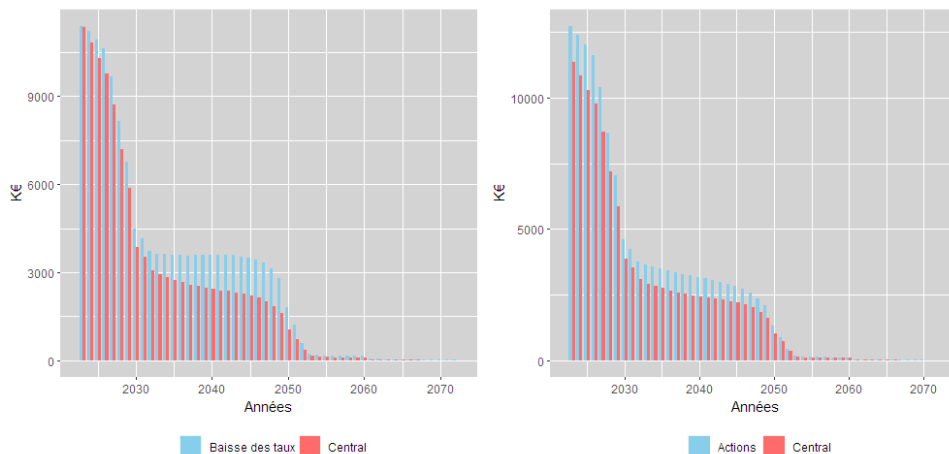 K€
9000
6000
3000
0
2030 2040 2050 2060 2070
Années
Baisse des taux Central
K€
10000
5000
0
2030 2040 2050 2060 2070
Années
Actions Central